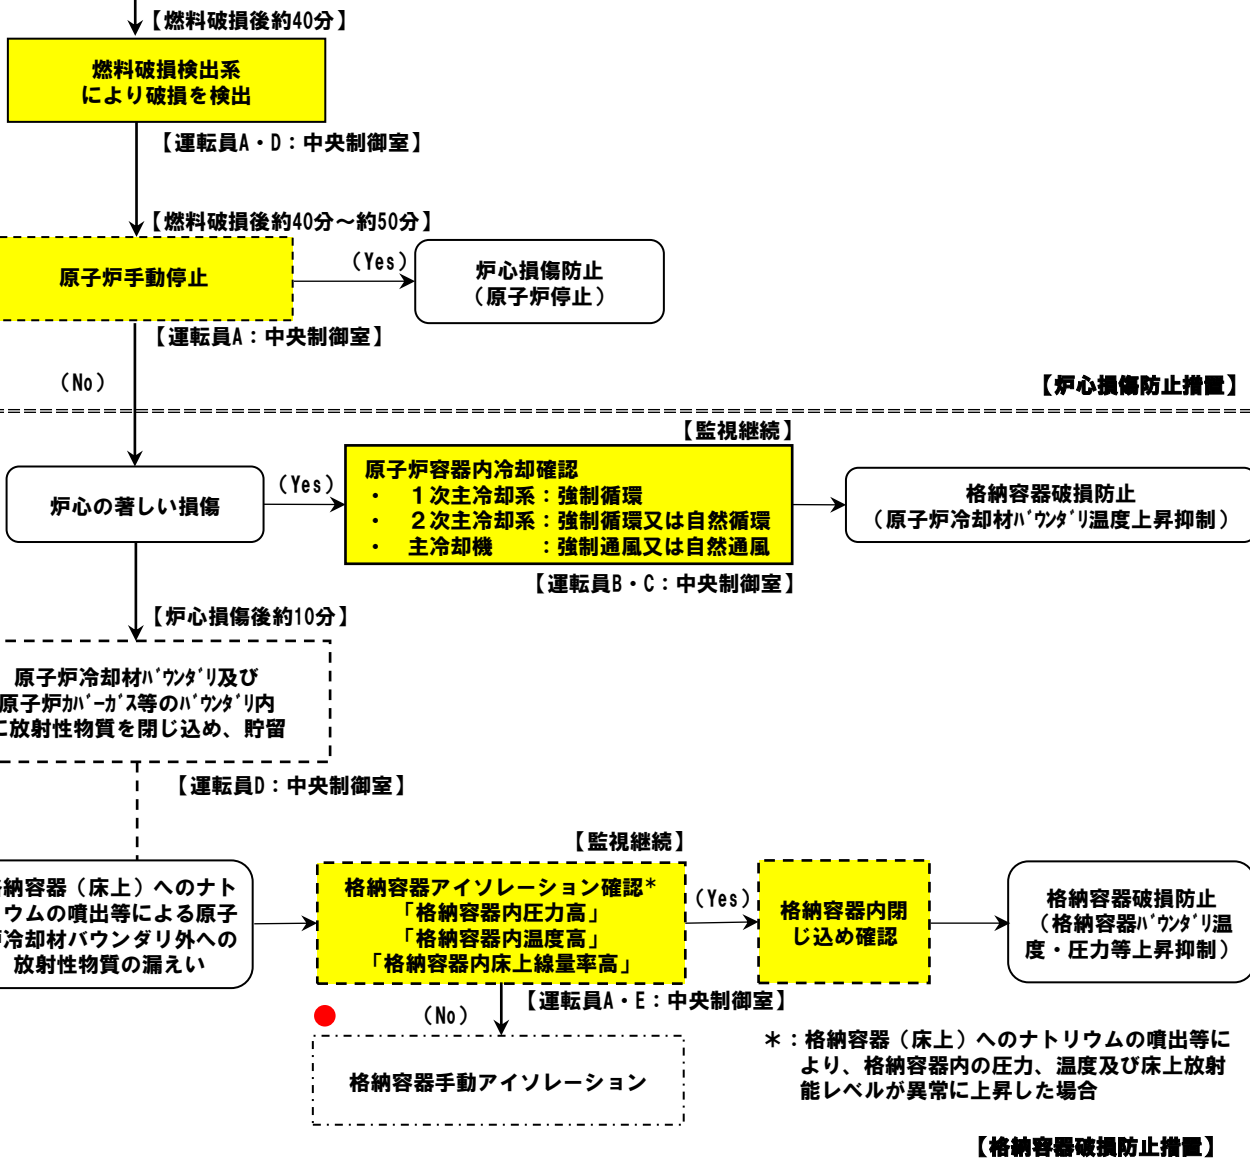 【燃料破損後約40分】
燃料破損検出系
により破損を検出
【運転員A・D：中央制御室】
【燃料破損後約40分～約50分】
原子炉手動停止
（Yes）
炉心損傷防止
（原子炉停止）
【運転員A：中央制御室】
（No）
【炉心損傷防止措置】
【監視継続】
炉心の著しい損傷
（Yes）
原子炉容器内冷却確認
・　１次主冷却系：強制循環
・　２次主冷却系：強制循環又は自然循環
・　主冷却機　　：強制通風又は自然通風
格納容器破損防止
（原子炉冷却材ﾊﾞｳﾝﾀﾞﾘ温度上昇抑制）
【運転員B・C：中央制御室】
【炉心損傷後約10分】
原子炉冷却材ﾊﾞｳﾝﾀﾞﾘ及び
原子炉ｶﾊﾞｰｶﾞｽ等のﾊﾞｳﾝﾀﾞﾘ内
に放射性物質を閉じ込め、貯留
【運転員D：中央制御室】
【監視継続】
格納容器（床上）へのナト
リウムの噴出等による原子
炉冷却材バウンダリ外への
放射性物質の漏えい
格納容器アイソレーション確認*
「格納容器内圧力高」
「格納容器内温度高」
「格納容器内床上線量率高」
（Yes）
格納容器内閉
じ込め確認
格納容器破損防止
（格納容器ﾊﾞｳﾝﾀﾞﾘ温
度・圧力等上昇抑制）
【運転員A・E：中央制御室】
（No）
格納容器手動アイソレーション
＊：格納容器（床上）へのナトリウムの噴出等に
より、格納容器内の圧力、温度及び床上放射
能レベルが異常に上昇した場合
【格納容器破損防止措置】